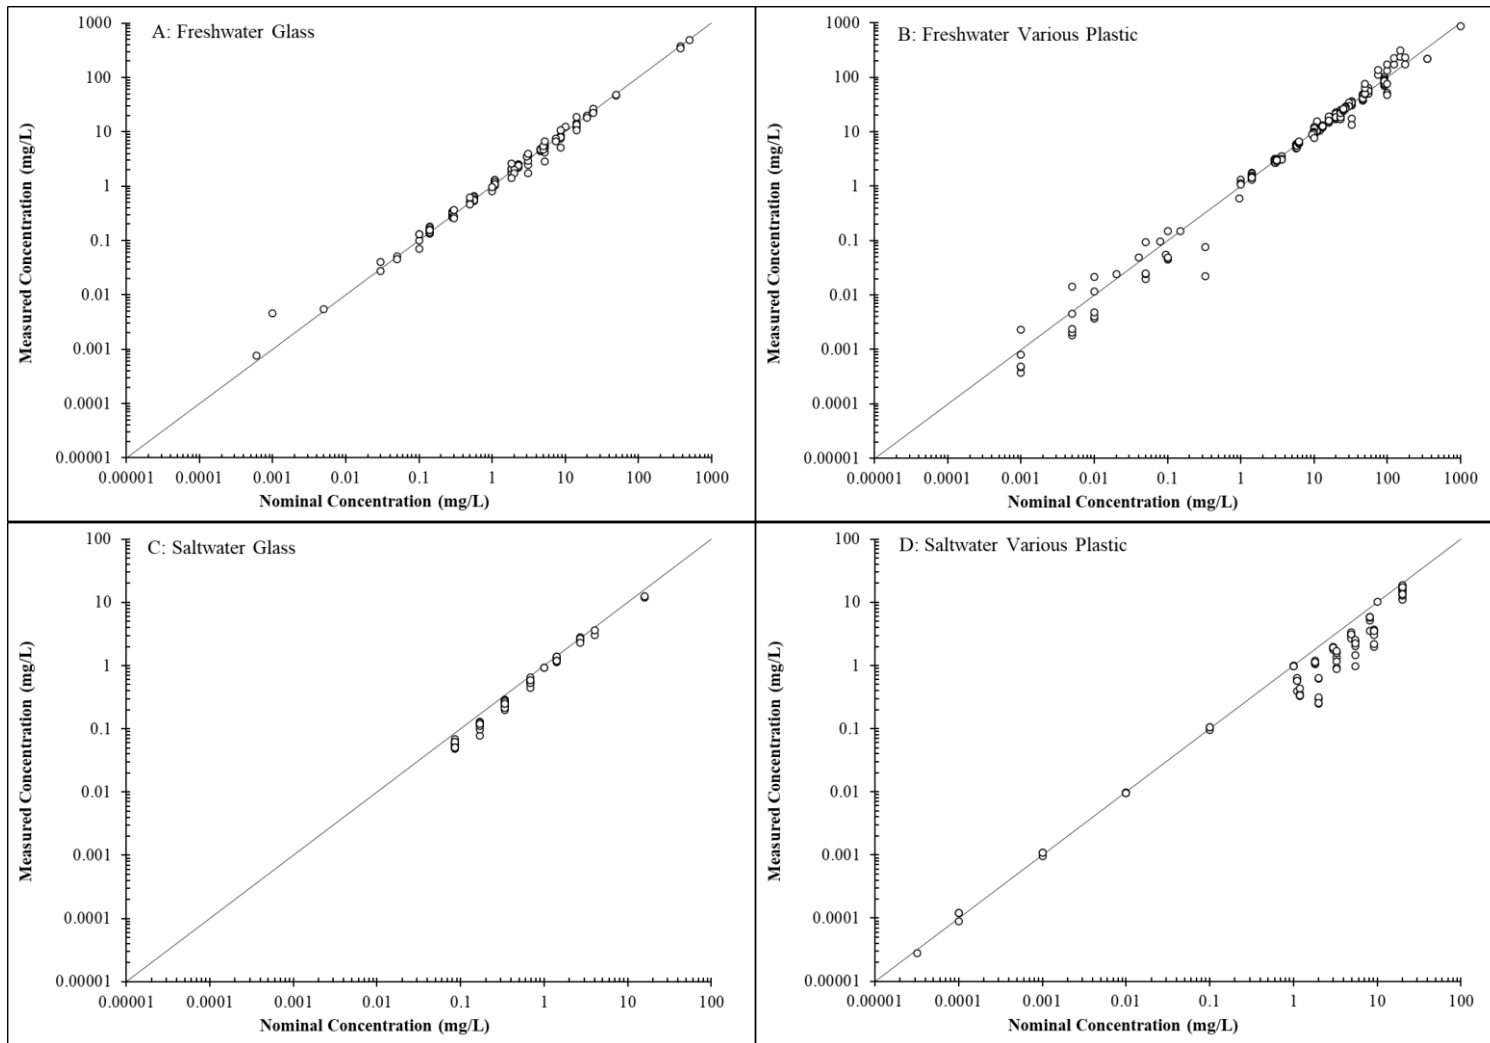 A: Freshwater Glass
Measured Concentration (mg/L)
1000
100
10
1
0.1
0.01
0.001
0.0001
0.00001
0.00001 0.0001 0.001 0.01 0.1 1 10 100 1000
Nominal Concentration (mg/L)
B: Freshwater Various Plastic
Measured Concentration (mg/L)
1000
100
10
1
0.1
0.01
0.001
0.0001
0.00001
0.00001 0.0001 0.001 0.01 0.1 1 10 100 1000
Nominal Concentration (mg/L)
C: Saltwater Glass
Measured Concentration (mg/L)
100
10
1
0.1
0.01
0.001
0.0001
0.00001
0.00001 0.0001 0.001 0.01 0.1 1 10 100
Nominal Concentration (mg/L)
D: Saltwater Various Plastic
Measured Concentration (mg/L)
100
10
1
0.1
0.01
0.001
0.0001
0.00001
0.00001 0.0001 0.001 0.01 0.1 1 10 100
Nominal Concentration (mg/L)